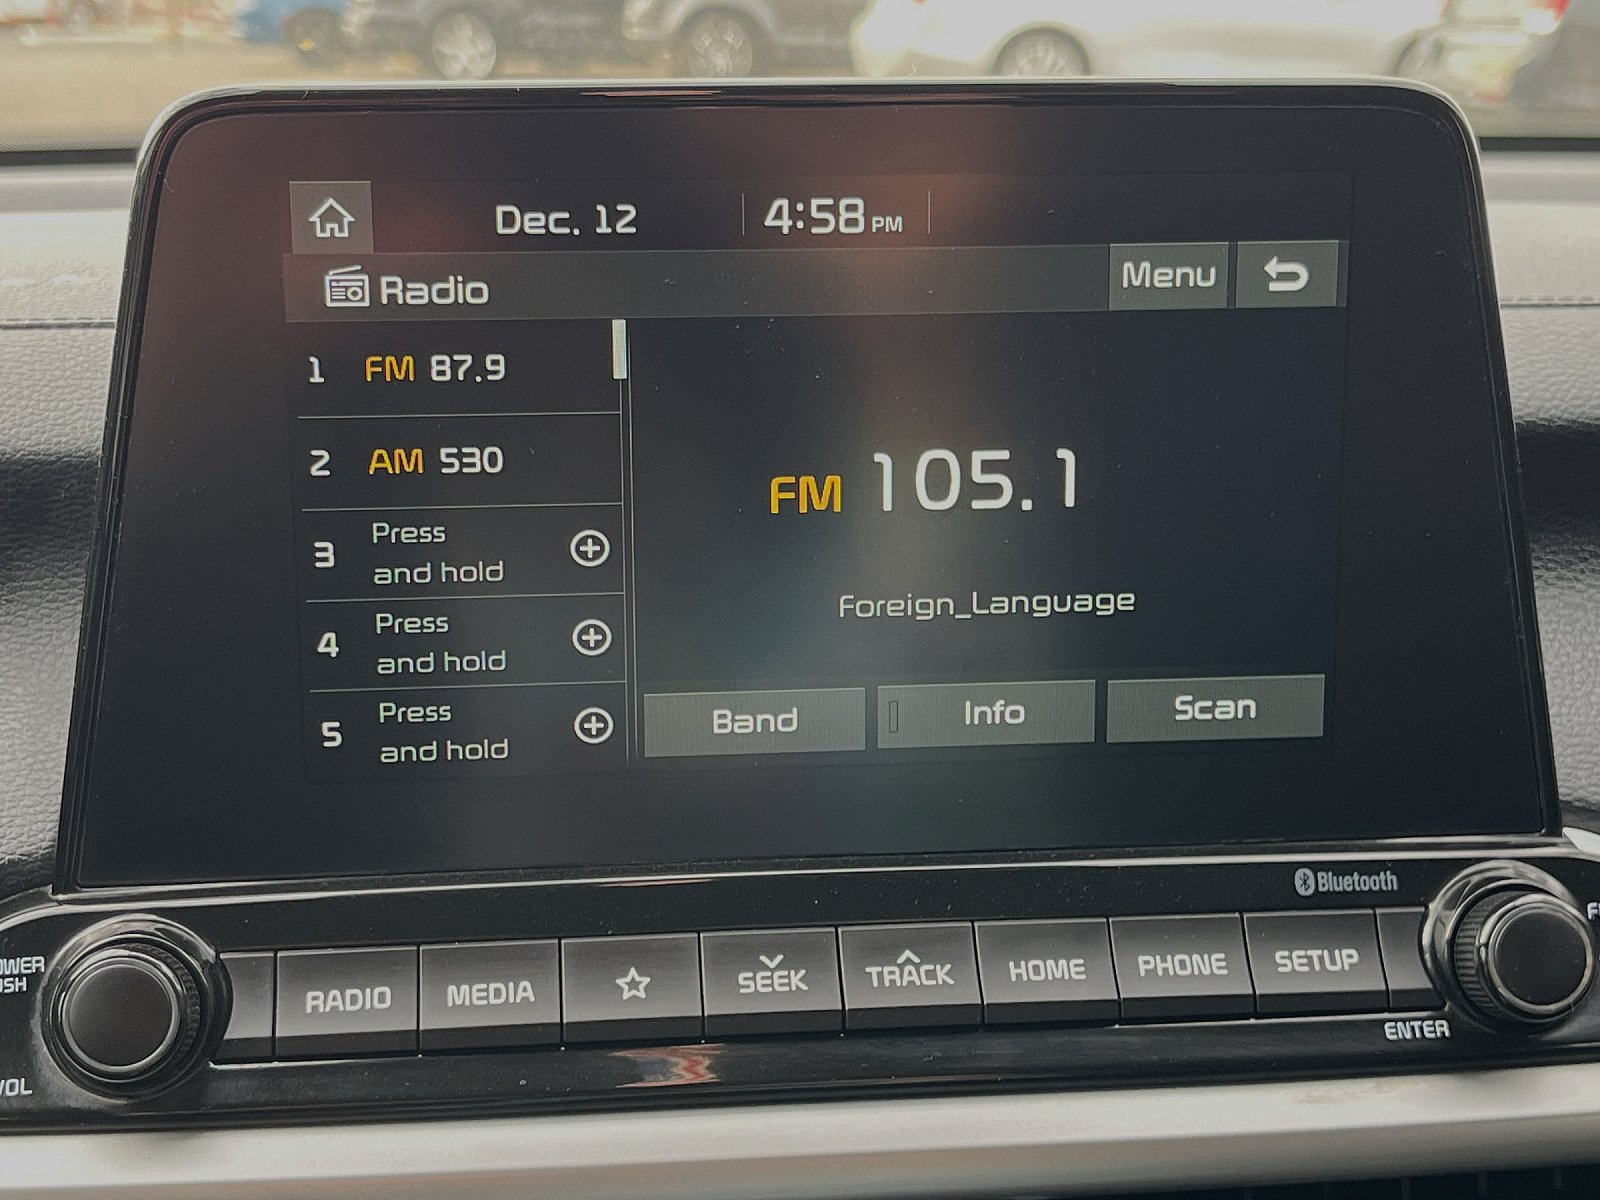 Dec. 12
4:58 PM
Radio
Menu
1 FM 87.9
2 AM 530
3 Press
and hold
4 Press
and hold
5 Press
and hold
FM 105.1
Foreign_Language
Band
Info
Scan
Bluetooth
RADIO
MEDIA
SEEK
TRACK
HOME
PHONE
SETUP
VOL
ENTER